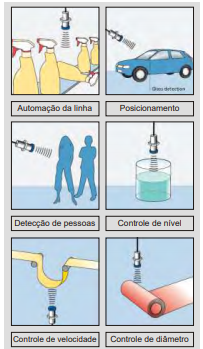 Glass detection
Automação da linha
Posicionamento
Detecção de pessoas
Controle de nível
Controle de velocidade
Controle de diâmetro